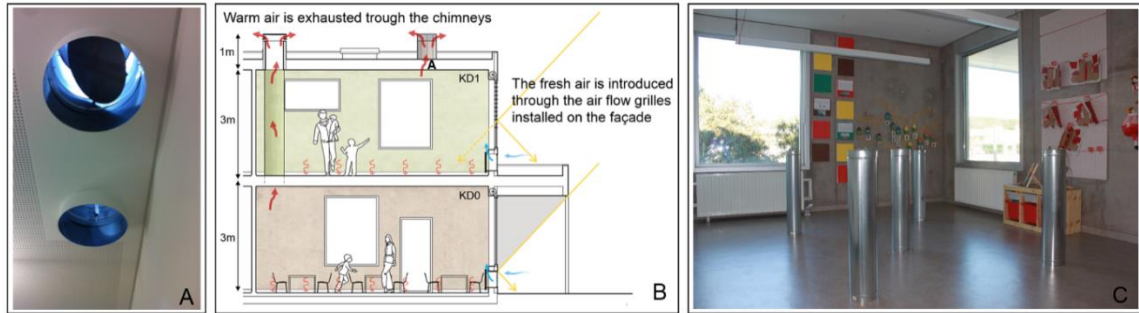 A
Warm air is exhausted trough the chimneys
1m
A
KD1
The fresh air is introduced
through the air flow grilles
installed on the façade
3m
KD0
3m
B
C